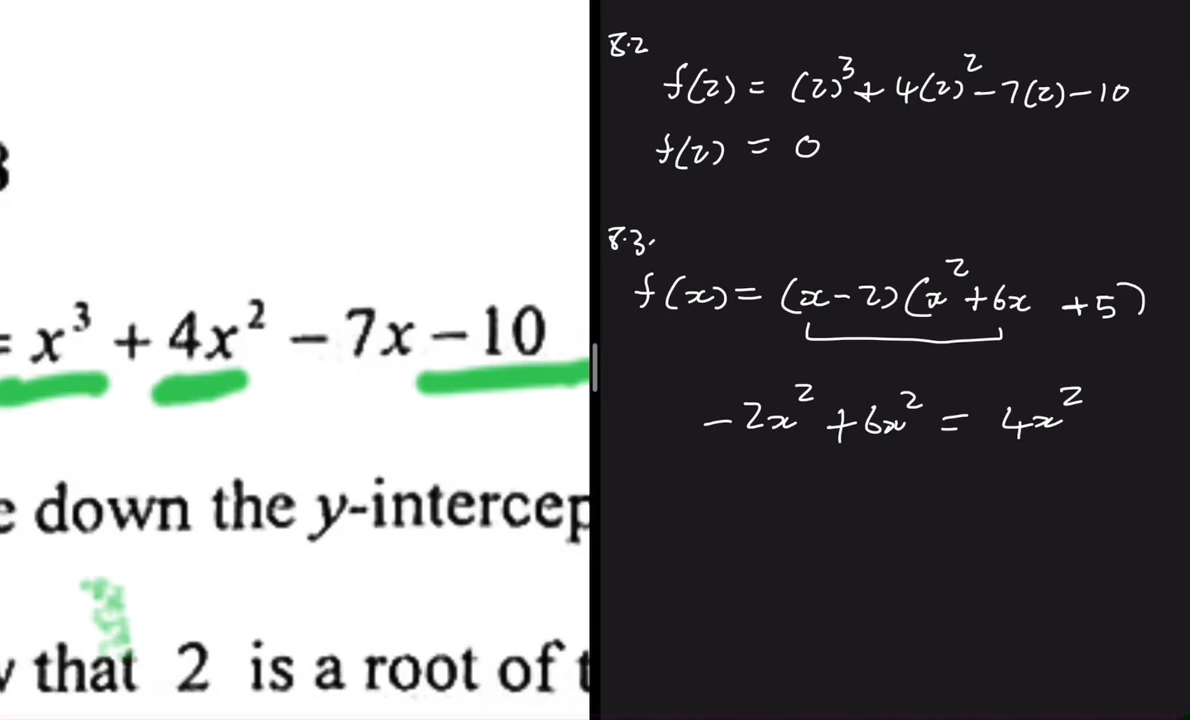 = x³ + 4x² − 7x − 10
down the y-intercep
that 2 is a root of
8.2
f(2) = (2)³ + 4(2)² − 7(2) − 10
f(2) = 0
8.3.
f(x) = (x − 2)(x² + 6x + 5)
− 2x² + 6x² = 4x²